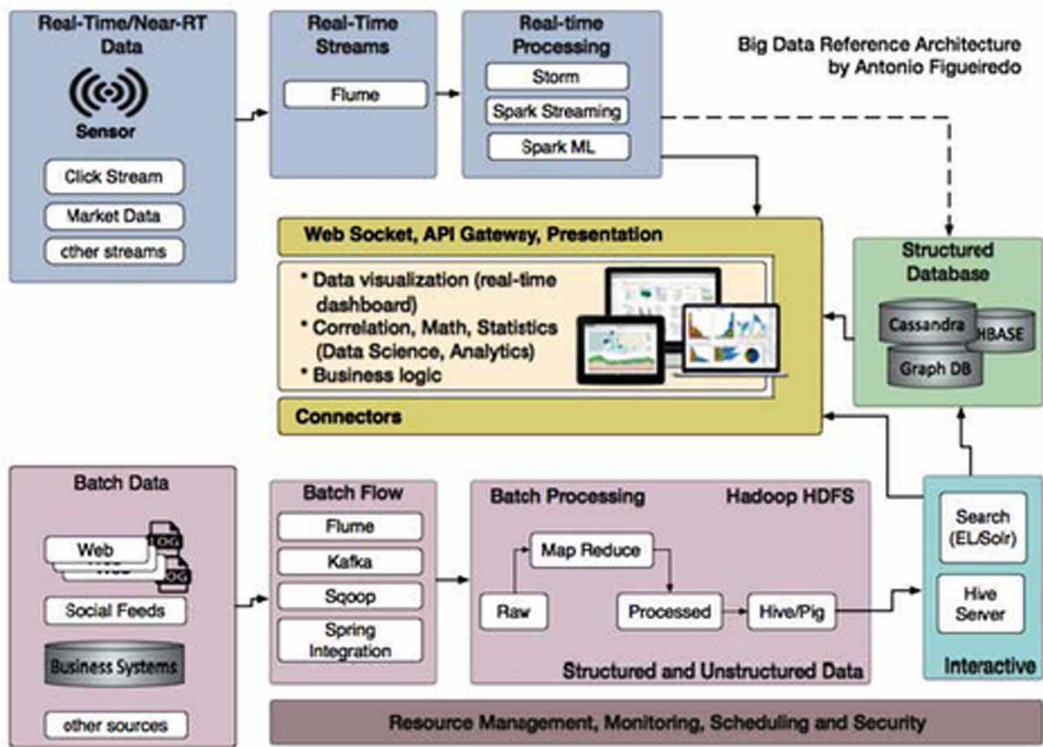 Real-Time/Near-RT
Data
Sensor
Click Stream
Market Data
other streams
Real-Time
Streams
Flume
Real-time
Processing
Storm
Spark Streaming
Spark ML
Big Data Reference Architecture
by Antonio Figueiredo
Web Socket, API Gateway, Presentation
* Data visualization (real-time
dashboard)
* Correlation, Math, Statistics
(Data Science, Analytics)
* Business logic
Connectors
Structured
Database
Cassandra
HBASE
Graph DB
Batch Data
Web
LOG
Web
LOG
Social Feeds
Business Systems
other sources
Batch Flow
Flume
Kafka
Sqoop
Spring
Integration
Batch Processing
Hadoop HDFS
Map Reduce
Raw
Processed
Hive/Pig
Structured and Unstructured Data
Search
(EL/Solr)
Hive
Server
Interactive
Resource Management, Monitoring, Scheduling and Security